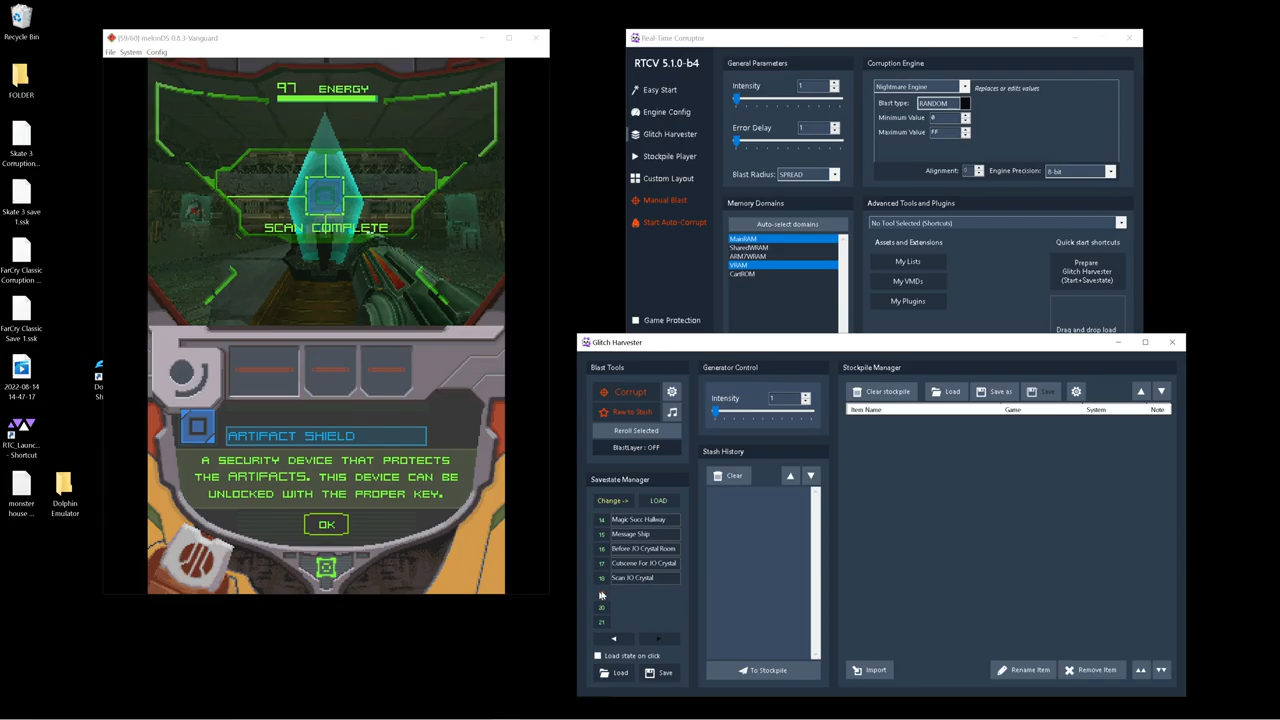 Recycle Bin
FOLDER
Skate 3
Corruption...
Skate 3 save
1.ssk
FarCry Classic
Corruption ...
FarCry Classic
Save 1.ssk
2022-08-14
14-47-17
RTC_Launc...
- Shortcut
monster
house ...
Dolphin
Emulator
Do
Sh
[59/60] melonDS 0.8.3-Vanguard
File System Config
97 ENERGY
SCAN COMPLETE
ARTIFACT SHIELD
A SECURITY DEVICE THAT PROTECTS
THE ARTIFACTS. THIS DEVICE CAN BE
UNLOCKED WITH THE PROPER KEY.
OK
Real-Time Corruptor
RTCV 5.1.0-b4
Easy Start
Engine Config
Glitch Harvester
Stockpile Player
Custom Layout
Manual Blast
Start Auto-Corrupt
General Parameters
Intensity 1
Error Delay 1
Blast Radius: SPREAD
Memory Domains
Auto-select domains
MainRAM
SharedWRAM
ARM7WRAM
VRAM
CartROM
Game Protection
Corruption Engine
Nightmare Engine Replaces or edits values
Blast type: RANDOM
Minimum Value 0
Maximum Value FF
Alignment: 0 Engine Precision: 8-bit
Advanced Tools and Plugins
No Tool Selected (Shortcuts)
Assets and Extensions
My Lists
My VMDs
My Plugins
Quick start shortcuts
Prepare
Glitch Harvester
(Start+Savestate)
Drag and drop load
Glitch Harvester
Blast Tools
Corrupt
Raw to Stash
Reroll Selected
BlastLayer : OFF
Savestate Manager
Change -> LOAD
14 Magic Succ Hallway
15 Message Ship
16 Before JO Crystal Room
17 Cutscene For JO Crystal
18 Scan JO Crystal
20
21
Load state on click
Load Save
Generator Control
Intensity 1
Stash History
Clear
To Stockpile
Stockpile Manager
Clear stockpile Load Save as Save
Item Name Game System Note
Import Rename Item Remove Item